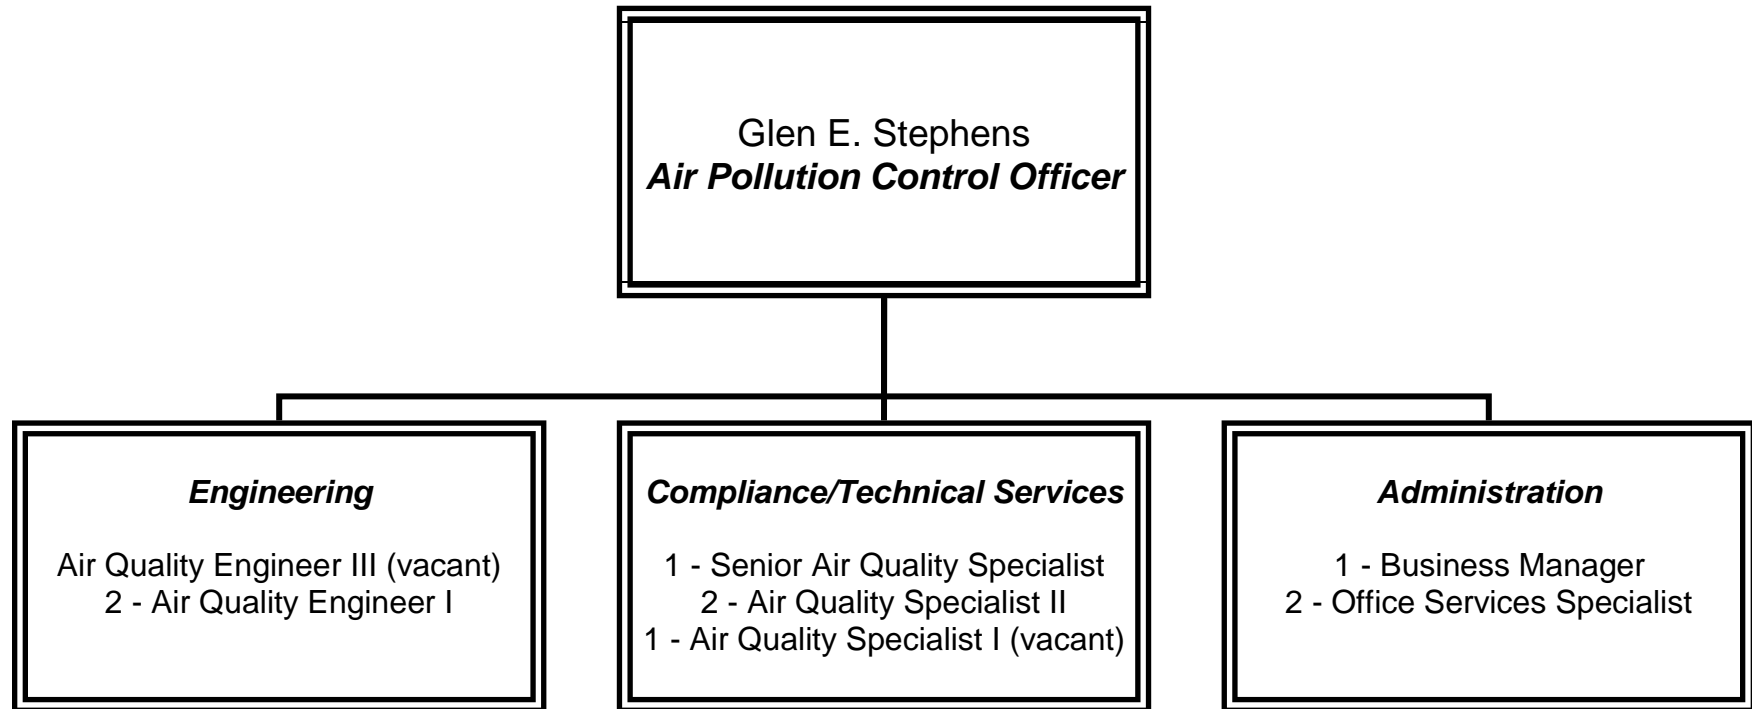 Glen E. Stephens
Air Pollution Control Officer
Engineering
Air Quality Engineer III (vacant)
2 - Air Quality Engineer I
Compliance/Technical Services
1 - Senior Air Quality Specialist
2 - Air Quality Specialist II
1 - Air Quality Specialist I (vacant)
Administration
1 - Business Manager
2 - Office Services Specialist